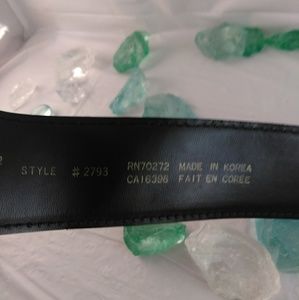 STYLE #2793 RN70272 MADE IN KOREA
CA16396 FAIT EN COREE